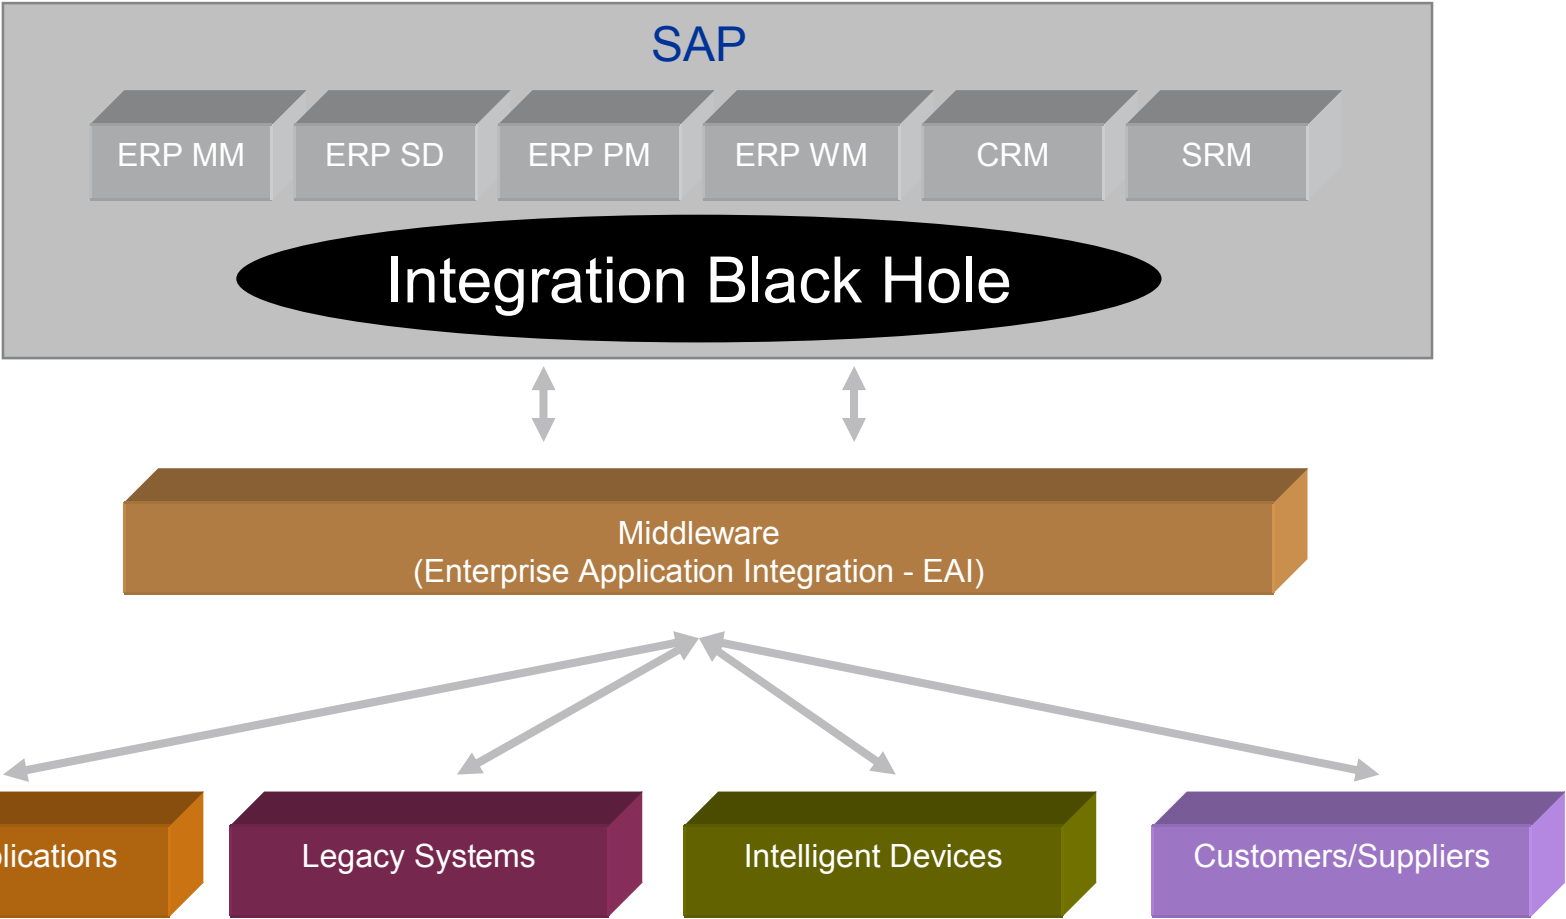 SAP
ERP MM
ERP SD
ERP PM
ERP WM
CRM
SRM
Integration Black Hole
Middleware
(Enterprise Application Integration - EAI)
lications
Legacy Systems
Intelligent Devices
Customers/Suppliers